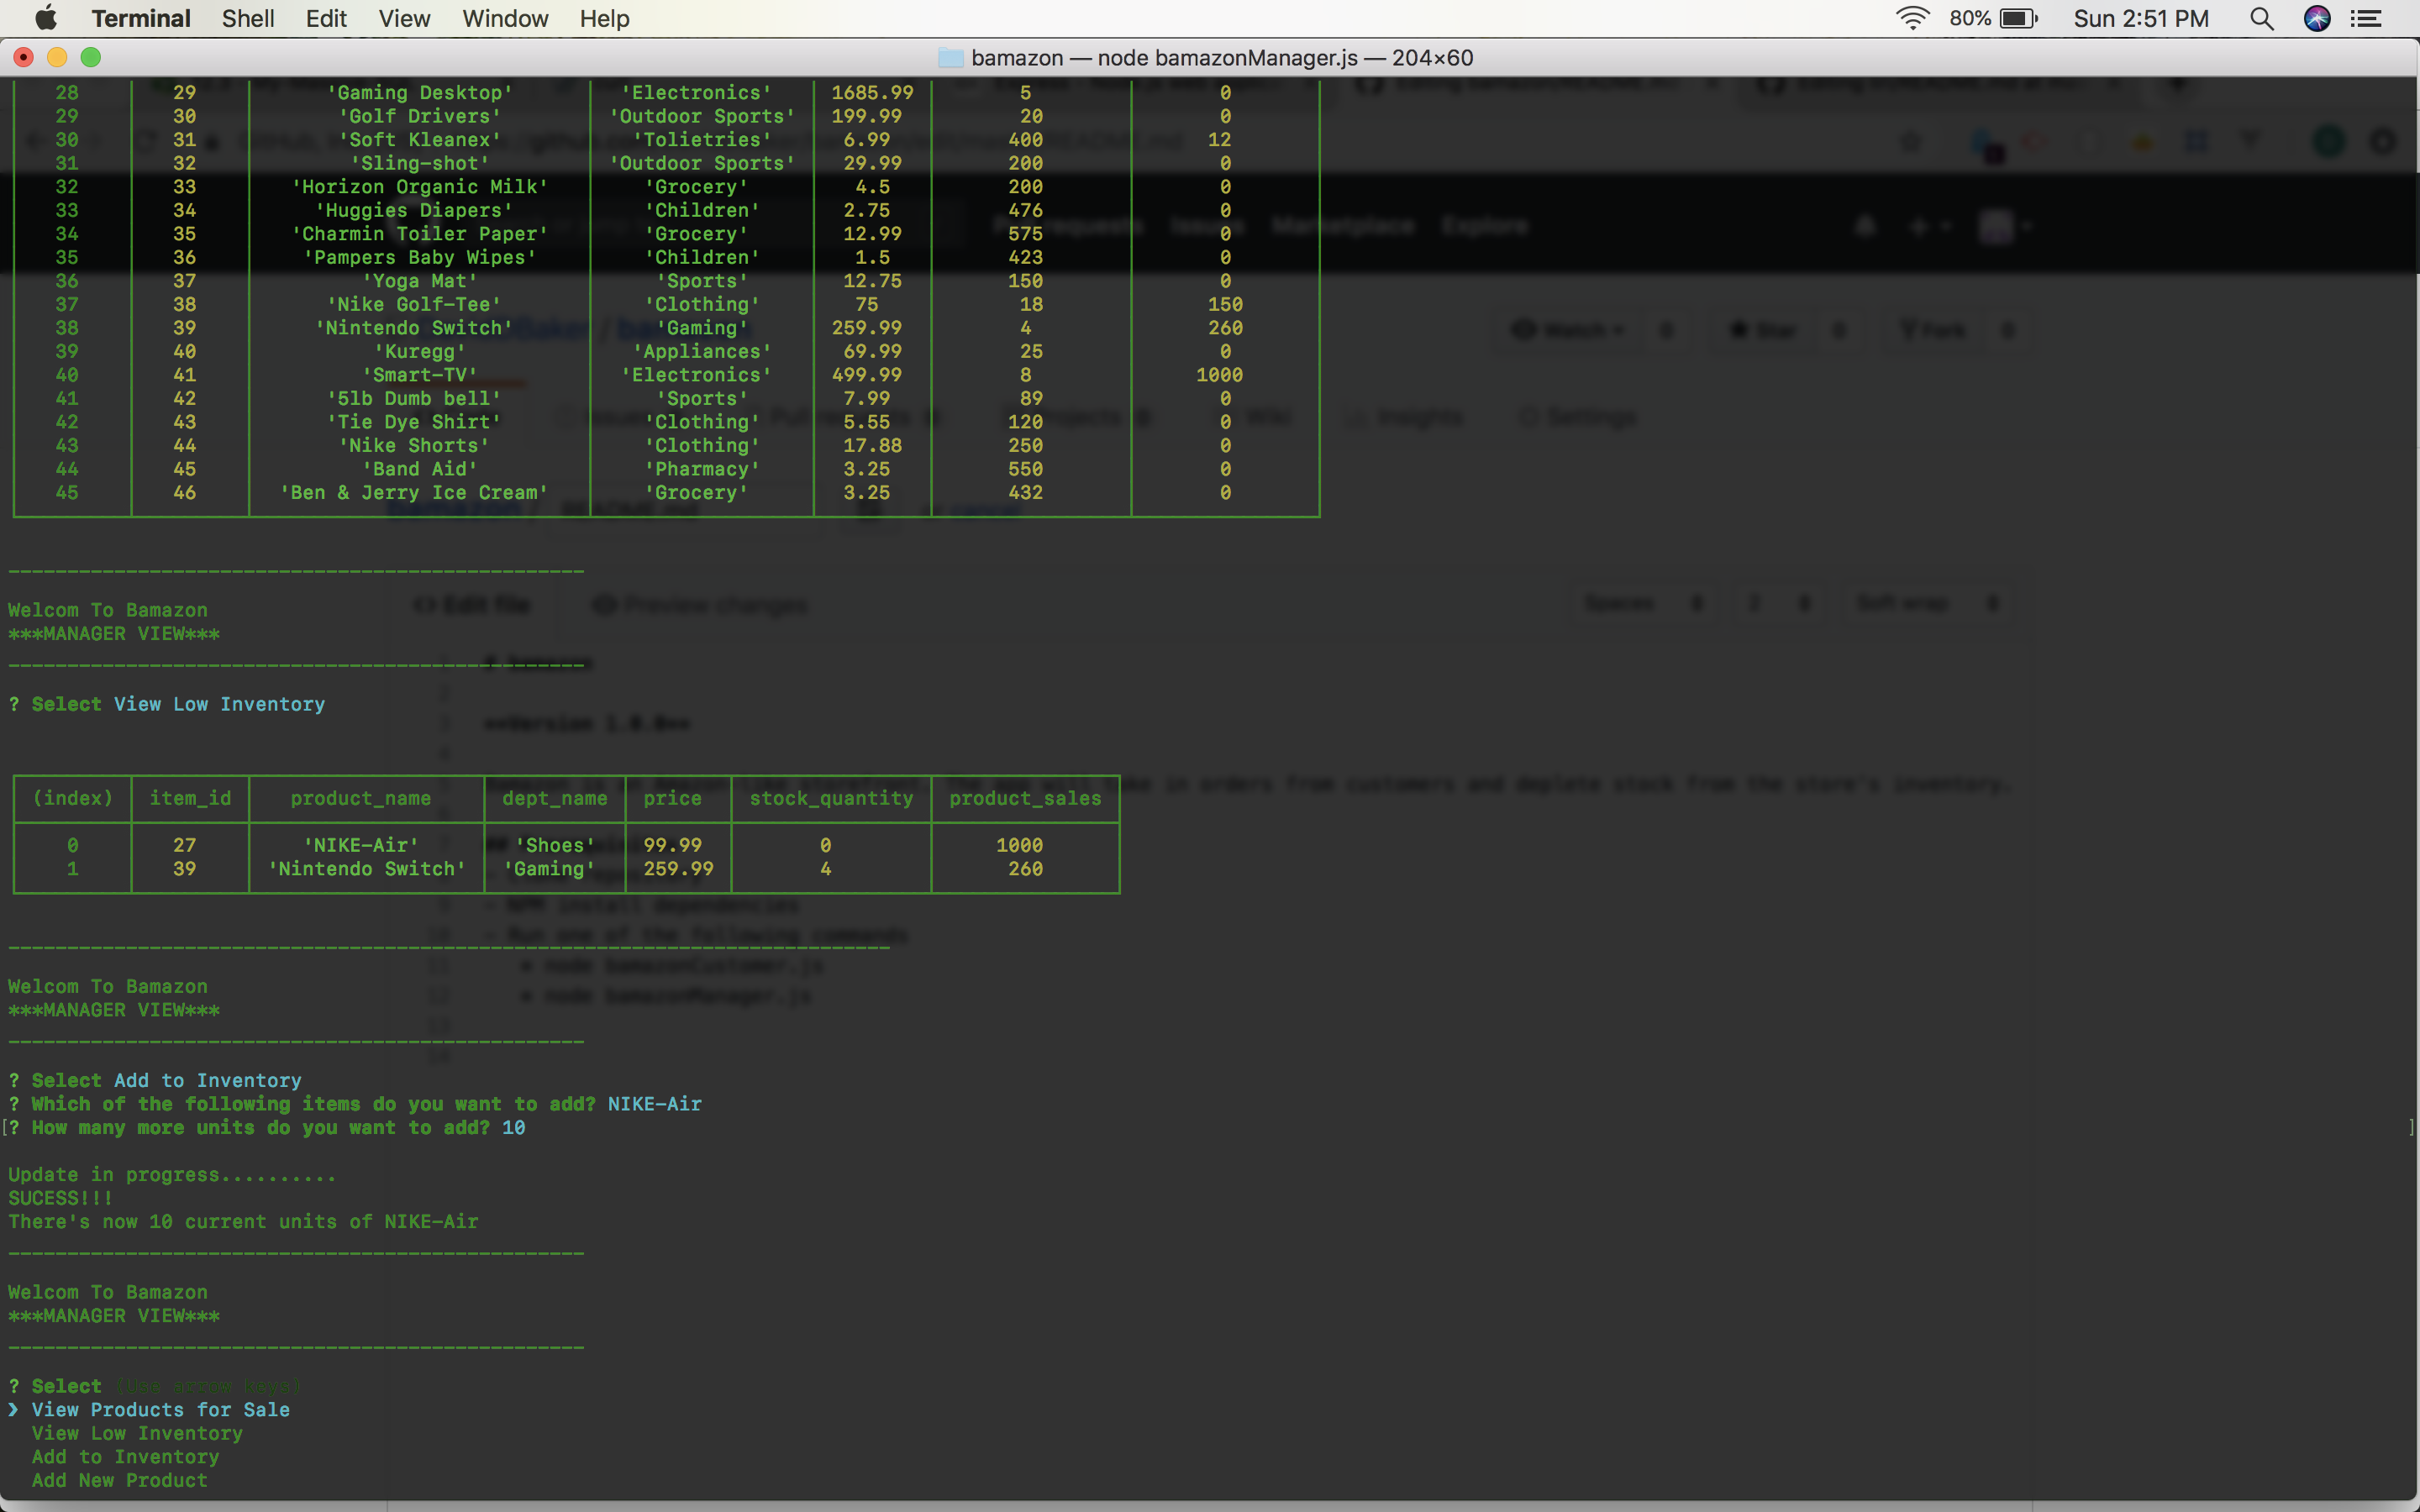 Terminal Shell Edit View Window Help 80% Sun 2:51 PM
bamazon — node bamazonManager.js — 204×60
28 29 'Gaming Desktop' 'Electronics' 1685.99 5 0
29 30 'Golf Drivers' 'Outdoor Sports' 199.99 20 0
30 31 'Soft Kleanex' 'Tolietries' 6.99 400 12
31 32 'Sling-shot' 'Outdoor Sports' 29.99 200 0
32 33 'Horizon Organic Milk' 'Grocery' 4.5 200 0
33 34 'Huggies Diapers' 'Children' 2.75 476 0
34 35 'Charmin Toiler Paper' 'Grocery' 12.99 575 0
35 36 'Pampers Baby Wipes' 'Children' 1.5 423 0
36 37 'Yoga Mat' 'Sports' 12.75 150 0
37 38 'Nike Golf-Tee' 'Clothing' 75 18 150
38 39 'Nintendo Switch' 'Gaming' 259.99 4 260
39 40 'Kuregg' 'Appliances' 69.99 25 0
40 41 'Smart-TV' 'Electronics' 499.99 8 1000
41 42 '5lb Dumb bell' 'Sports' 7.99 89 0
42 43 'Tie Dye Shirt' 'Clothing' 5.55 120 0
43 44 'Nike Shorts' 'Clothing' 17.88 250 0
44 45 'Band Aid' 'Pharmacy' 3.25 550 0
45 46 'Ben & Jerry Ice Cream' 'Grocery' 3.25 432 0
Welcom To Bamazon
***MANAGER VIEW***
? Select View Low Inventory
(index) item_id product_name dept_name price stock_quantity product_sales
0 27 'NIKE-Air' 'Shoes' 99.99 0 1000
1 39 'Nintendo Switch' 'Gaming' 259.99 4 260
Welcom To Bamazon
***MANAGER VIEW***
? Select Add to Inventory
? Which of the following items do you want to add? NIKE-Air
[? How many more units do you want to add? 10 ]
Update in progress..........
SUCESS!!!
There's now 10 current units of NIKE-Air
Welcom To Bamazon
***MANAGER VIEW***
? Select (Use arrow keys)
❯ View Products for Sale
View Low Inventory
Add to Inventory
Add New Product